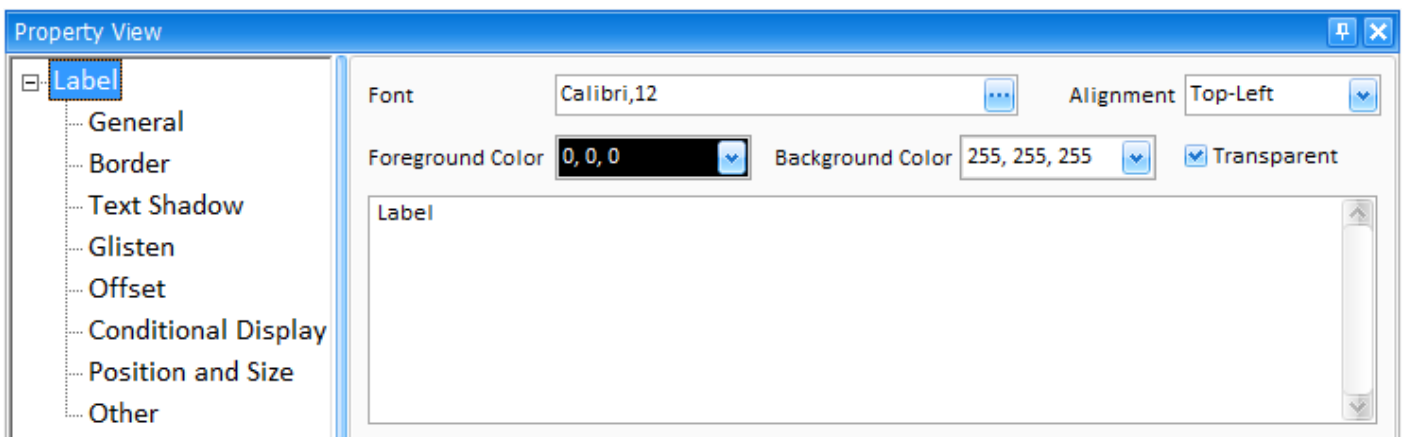 Property View
Label
General
Border
Text Shadow
Glisten
Offset
Conditional Display
Position and Size
Other
Font Calibri,12 ... Alignment Top-Left
Foreground Color 0, 0, 0 Background Color 255, 255, 255 Transparent
Label